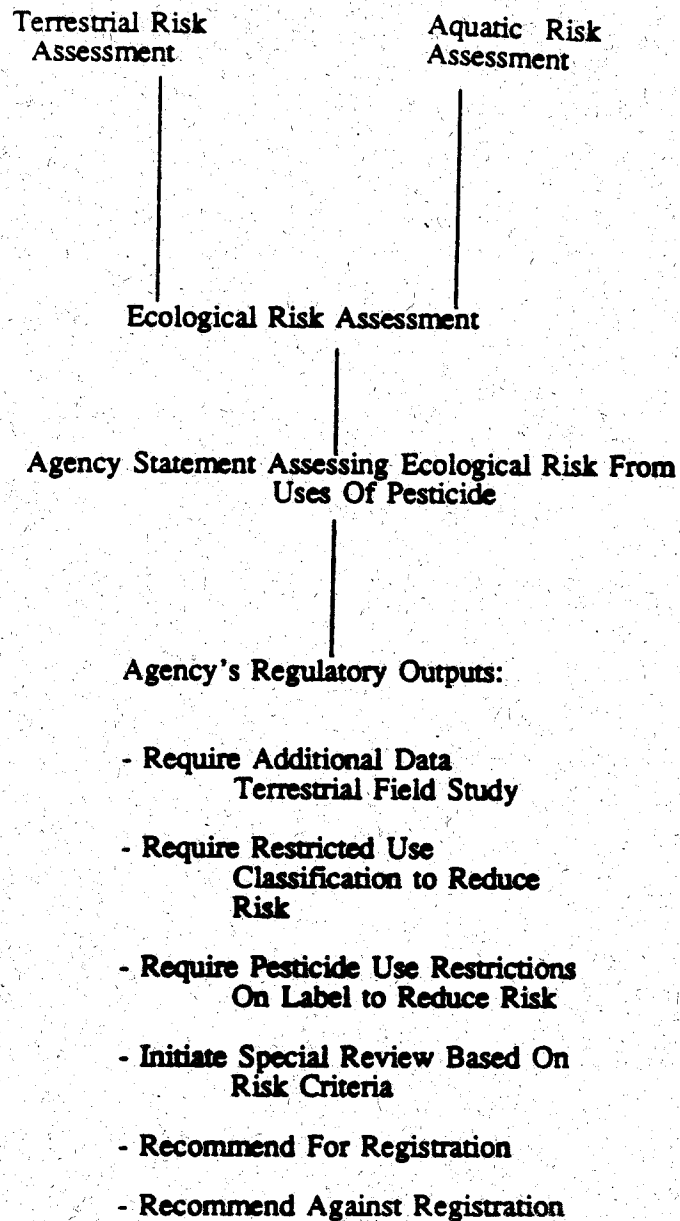 Terrestrial Risk
Assessment
Aquatic Risk
Assessment
Ecological Risk Assessment
Agency Statement Assessing Ecological Risk From
Uses Of Pesticide
Agency's Regulatory Outputs:
- Require Additional Data
Terrestrial Field Study
- Require Restricted Use
Classification to Reduce
Risk
- Require Pesticide Use Restrictions
On Label to Reduce Risk
- Initiate Special Review Based On
Risk Criteria
- Recommend For Registration
- Recommend Against Registration